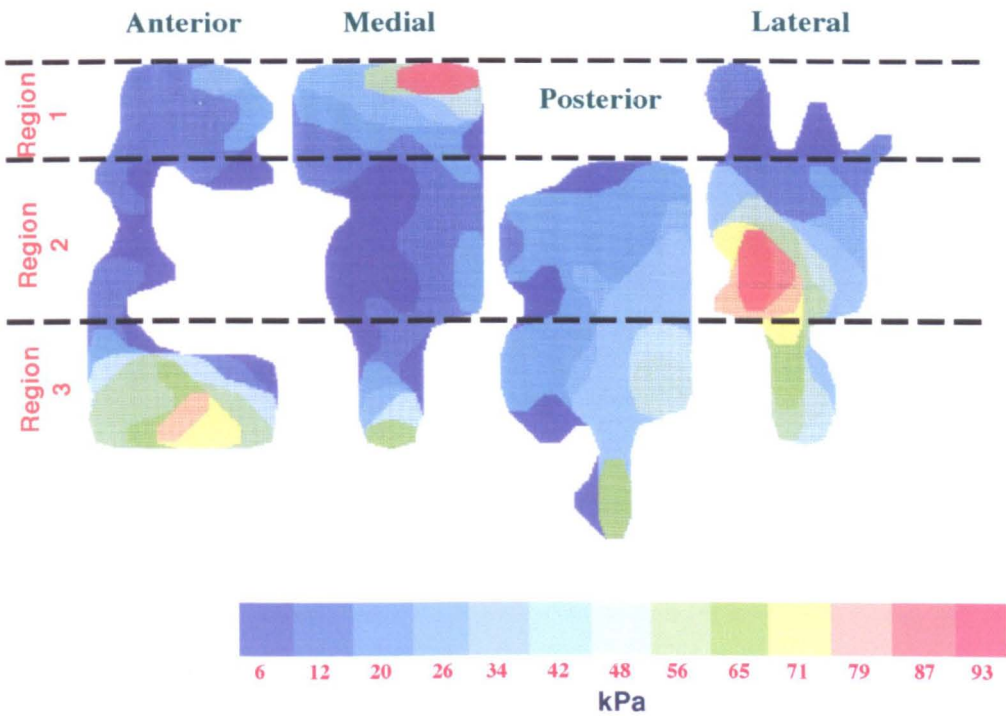 Anterior Medial Lateral
Posterior
Region 1
Region 2
Region 3
6 12 20 26 34 42 48 56 65 71 79 87 93
kPa